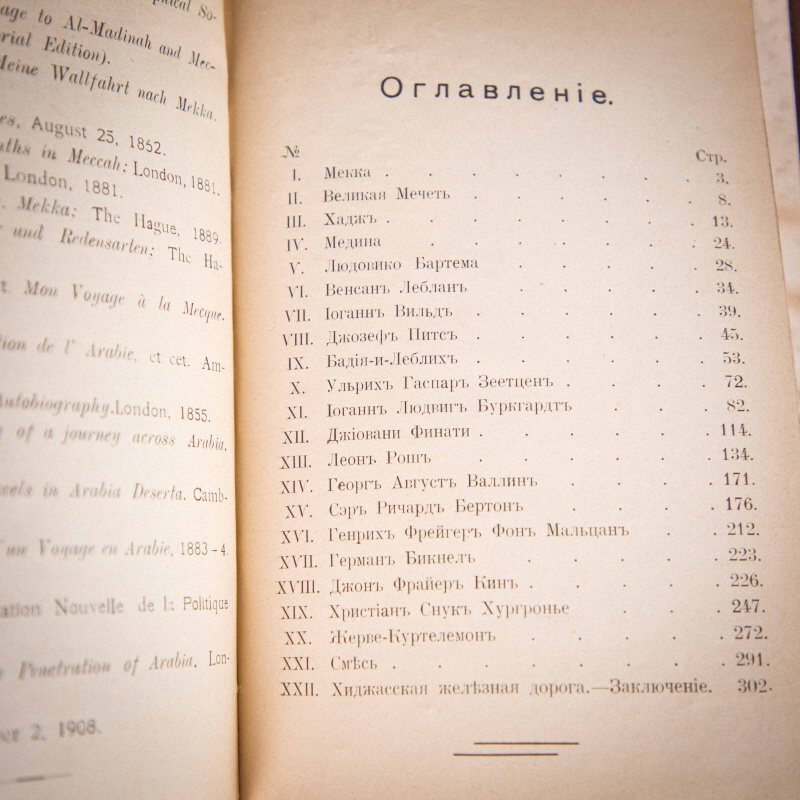 age to Al-Madinah and Mec-
rial Edition).
Meine Wallfahrt nach Mekka.
August 25, 1852.
in Meccah; London, 1881.
London, 1881.
Mekka; The Hague, 1889.
und Redensarten; The Ha-
Mon Voyage à la Mecque.
de l' Arabie, et cet. Am-
Autobiography. London, 1855.
of a journey across Arabia.
in Arabia Deserta. Camb-
Voyage en Arabie, 1883-4.
Nouvelle de la Politique
Penetration of Arabia. Lon-
2, 1908.
Оглавленіе.
№ Стр.
I. Мекка . . . . . . . 3.
II. Великая Мечеть . . . . . 8.
III. Хаджъ . . . . . . . 13.
IV. Медина . . . . . . 24.
V. Людовико Бартема . . . . 28.
VI. Венсан Лебланъ . . . . 34.
VII. Іоганнъ Вильдъ . . . . . 39.
VIII. Джозефъ Питсъ . . . . . 45.
IX. Бадія-и-Леблихъ . . . . . 53.
X. Ульрихъ Гаспаръ Зеетценъ . . . . 72.
XI. Іоганнъ Людвигъ Буркгардтъ . . . 82.
XII. Джіовани Финати . . . . . . 114.
XIII. Леонъ Рошъ . . . . . 134.
XIV. Георгъ Августъ Валлинъ . . . . 171.
XV. Сэръ Ричардъ Бертонъ . . . . 176.
XVI. Генрихъ Фрейгеръ Фонъ Мальцанъ . . 212.
XVII. Германъ Бикнелъ . . . . 223.
XVIII. Джонъ Фрайеръ Кинъ . . . . . 226.
XIX. Христіанъ Снукъ Хургронье . . . 247.
XX. Жерве-Куртелемонъ . . . . 272.
XXI. Смѣсь . . . . . . . 291.
XXII. Хиджасская желѣзная дорога.—Заключеніе. 302.